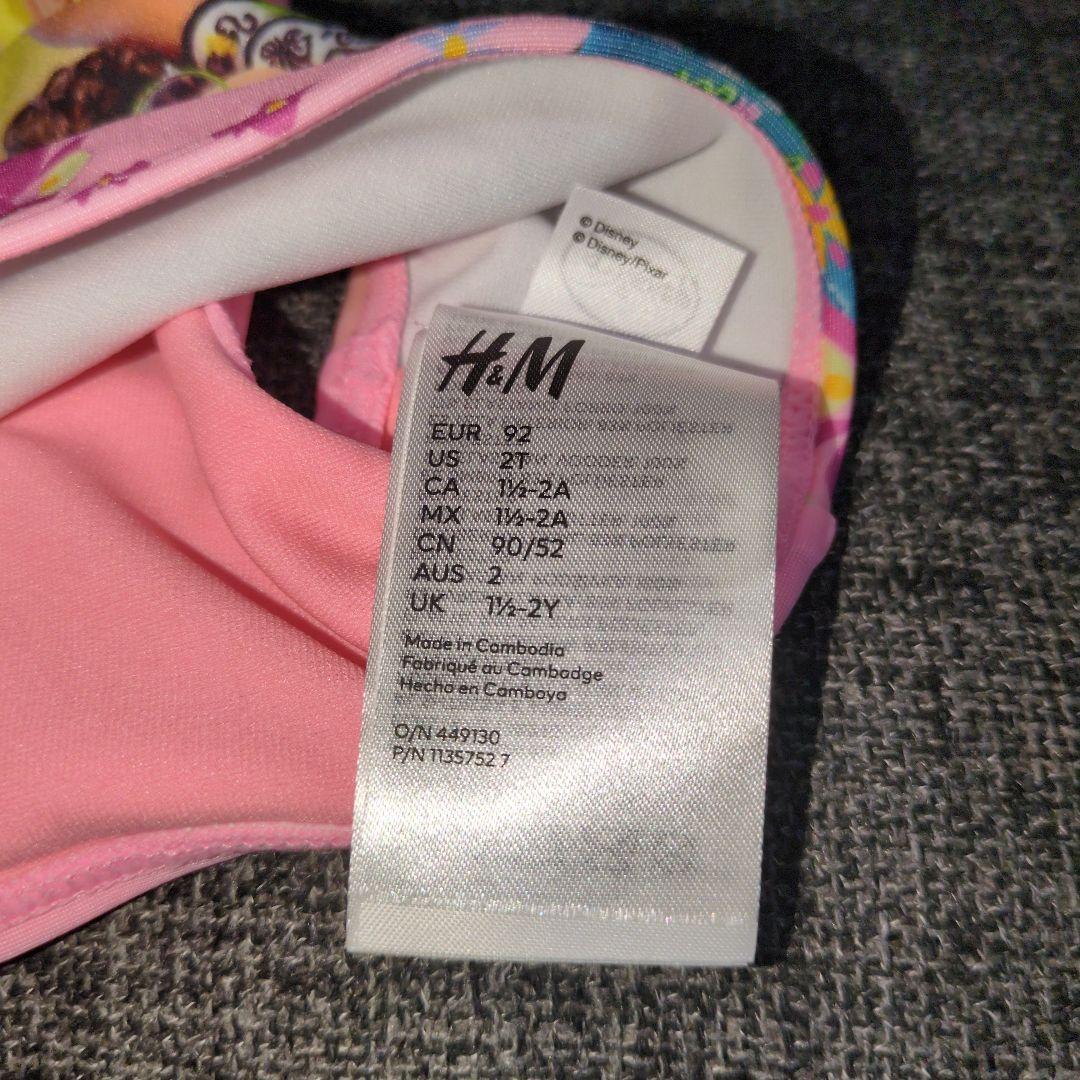 © Disney
© Disney/Pixar
H&M
EUR 92
US 2T
CA 1½-2A
MX 1½-2A
CN 90/52
AUS 2
UK 1½-2Y
Made in Cambodia
Fabriqué au Cambodge
Hecho en Camboya
O/N 449130
P/N 1135752 7